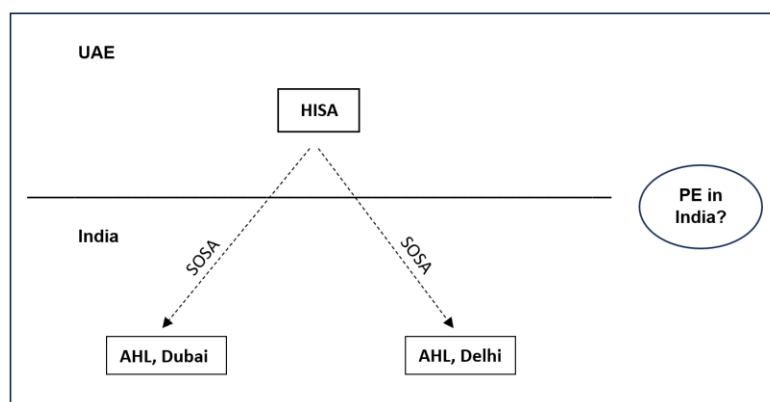 UAE
HISA
PE in
India?
India
SOSA
SOSA
AHL, Dubai
AHL, Delhi